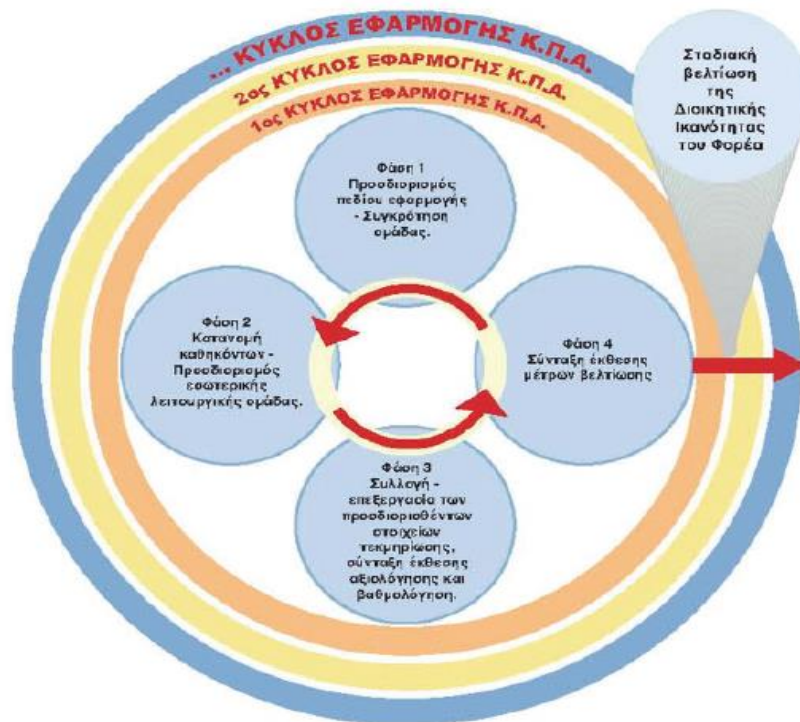 ... ΚΥΚΛΟΣ ΕΦΑΡΜΟΓΗΣ Κ.Π.Α.
2ος ΚΥΚΛΟΣ ΕΦΑΡΜΟΓΗΣ Κ.Π.Α.
1ος ΚΥΚΛΟΣ ΕΦΑΡΜΟΓΗΣ Κ.Π.Α.
Σταδιακή
βελτίωση
της
Διοικητικής
Ικανότητας
του Φορέα
Φάση 1
Προσδιορισμός
πεδίου εφαρμογής
- Συγκρότηση
ομάδας.
Φάση 2
Κατανομή
καθηκόντων -
Προσδιορισμός
εσωτερικής
λειτουργικής ομάδας.
Φάση 4
Σύνταξη έκθεσης
μέτρων βελτίωσης
Φάση 3
Συλλογή -
επεξεργασία των
προσδιορισθέντων
στοιχείων
τεκμηρίωσης,
σύνταξη έκθεσης
αξιολόγησης και
βαθμολόγηση.